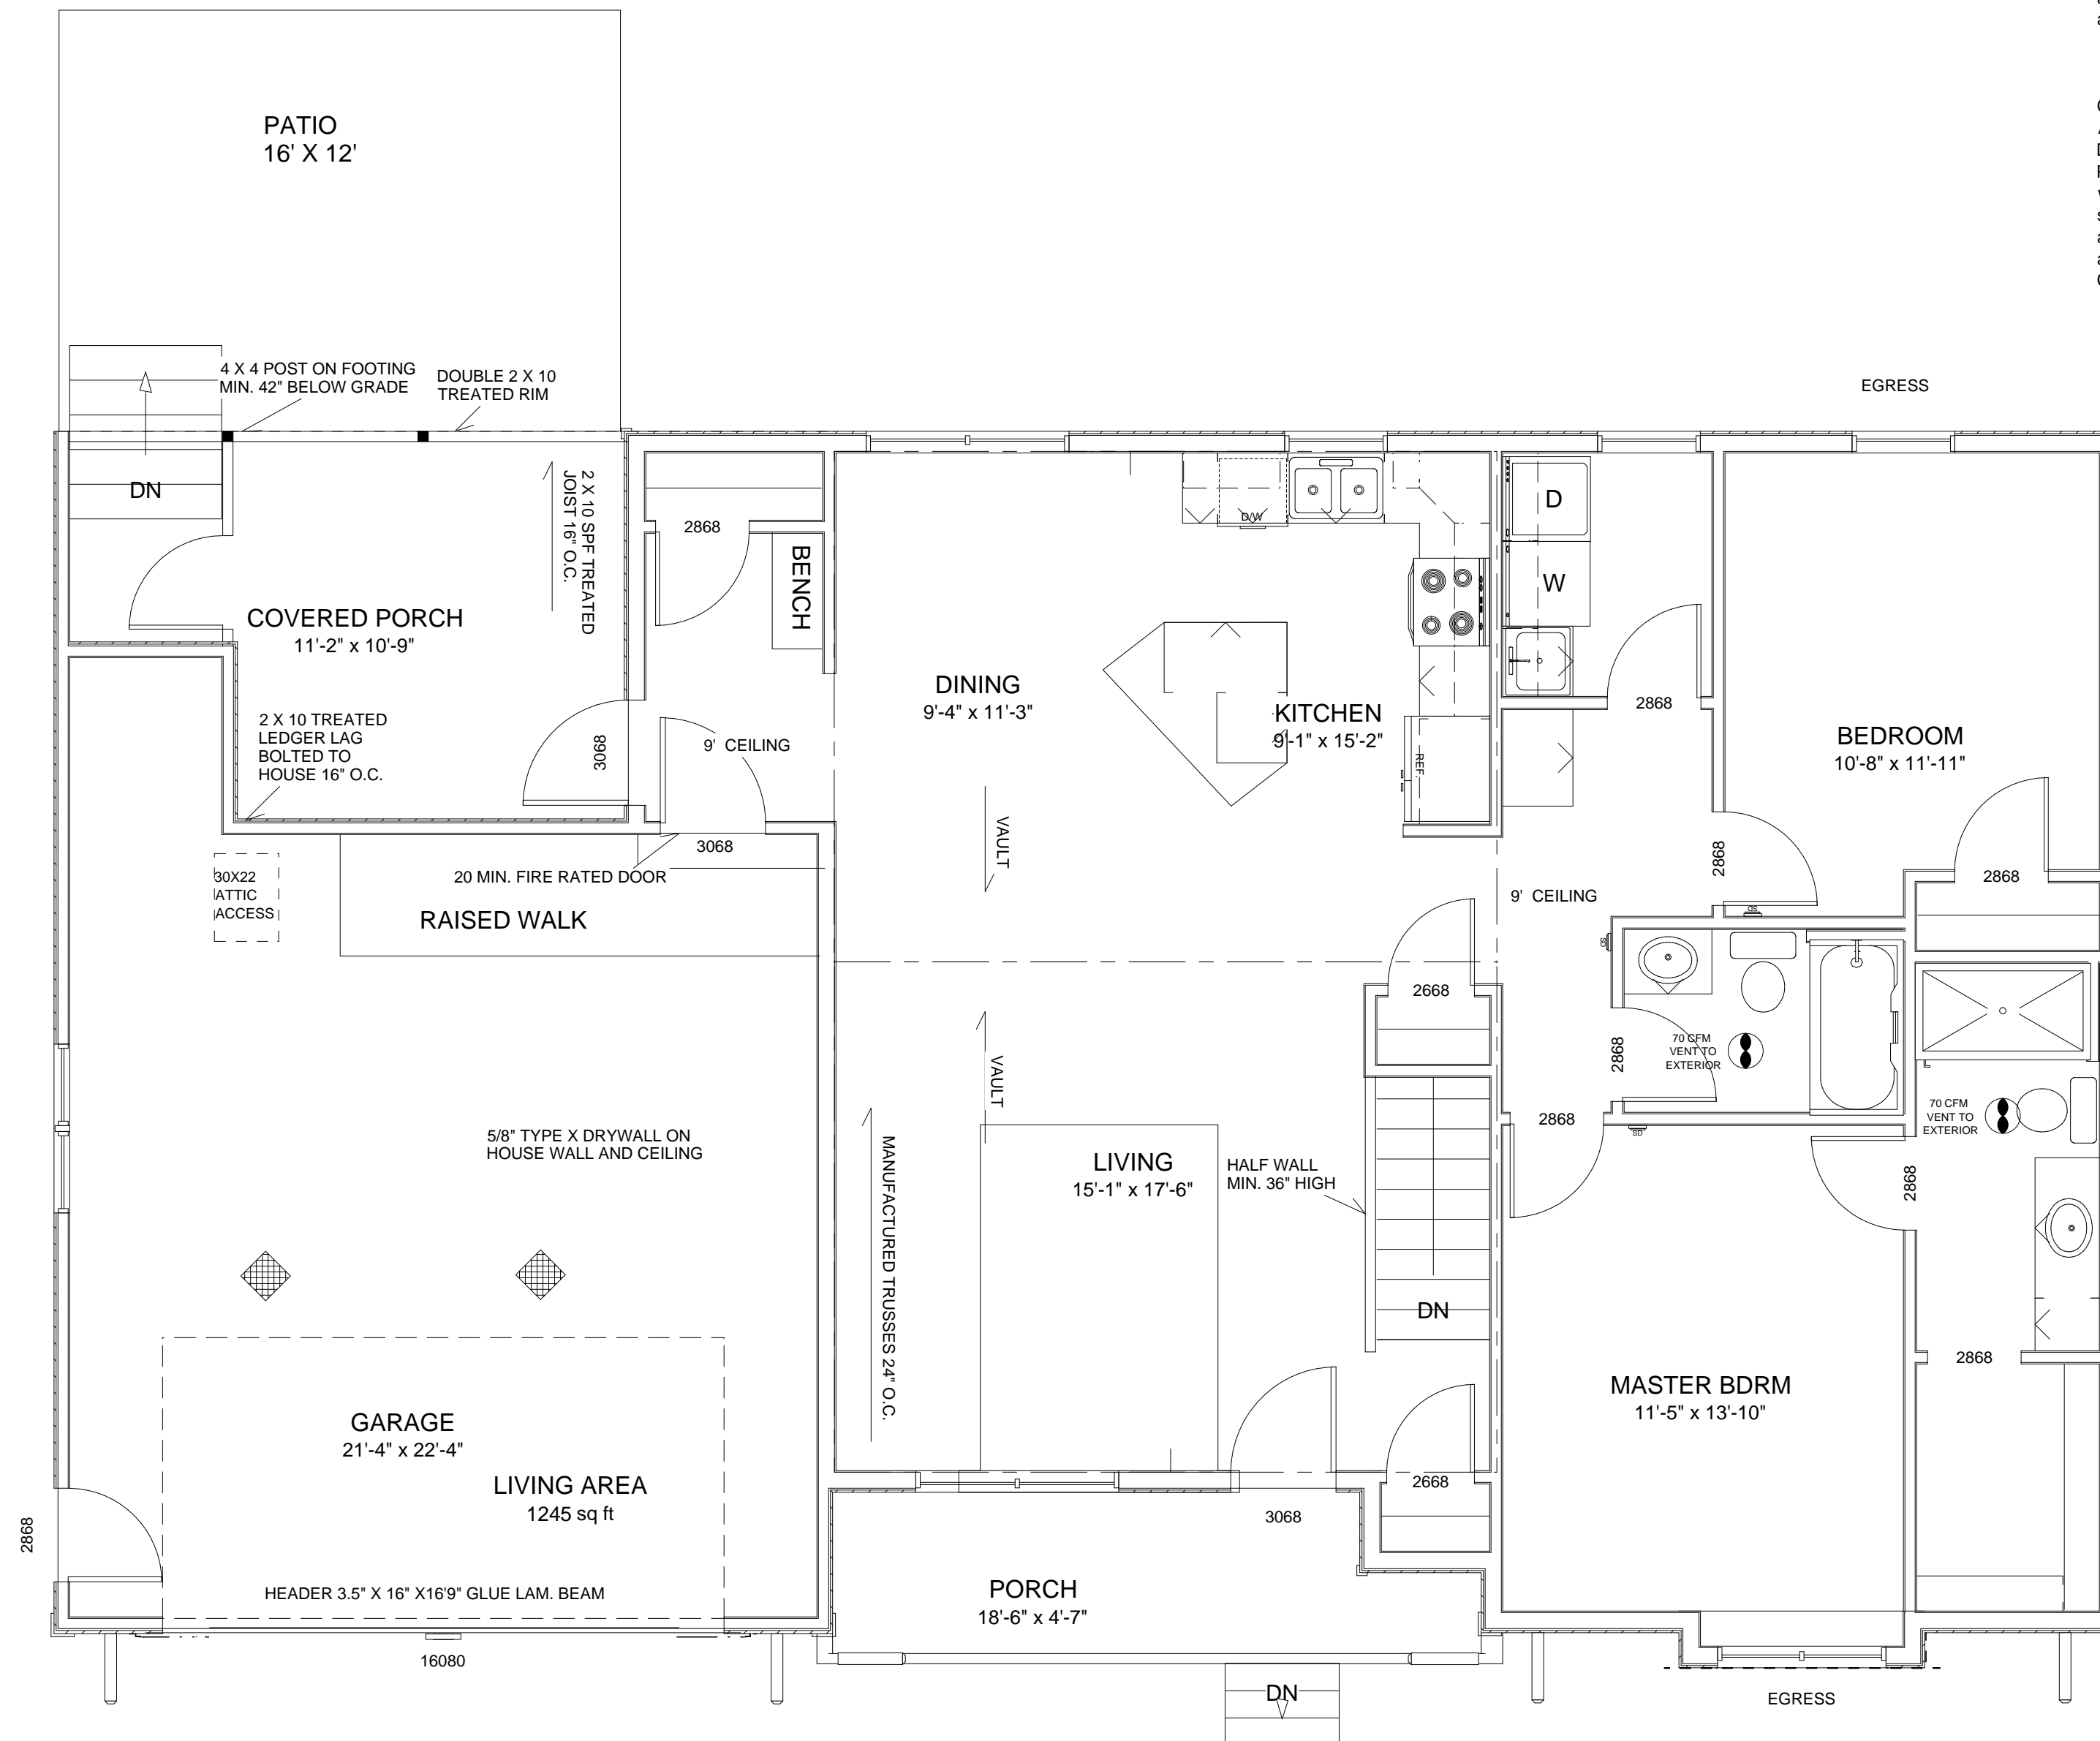 PATIO
16' X 12'
4 X 4 POST ON FOOTING
MIN. 42" BELOW GRADE
DOUBLE 2 X 10
TREATED RIM
EGRESS
DN
2 X 10 SPF TREATED
JOIST 16" O.C.
2868
BENCH
D/W
D
W
COVERED PORCH
11'-2" x 10'-9"
DINING
9'-4" x 11'-3"
KITCHEN
9'-1" x 15'-2"
REF.
2868
BEDROOM
10'-8" x 11'-11"
2 X 10 TREATED
LEDGER LAG
BOLTED TO
HOUSE 16" O.C.
3068
9' CEILING
VAULT
3068
20 MIN. FIRE RATED DOOR
30X22
ATTIC
ACCESS
RAISED WALK
2868
2868
9' CEILING
SD
SD
2668
2868
70 CFM
VENT TO
EXTERIOR
VAULT
70 CFM
VENT TO
EXTERIOR
2868
SD
5/8" TYPE X DRYWALL ON
HOUSE WALL AND CEILING
MANUFACTURED TRUSSES 24" O.C.
LIVING
15'-1" x 17'-6"
HALF WALL
MIN. 36" HIGH
2868
DN
2868
MASTER BDRM
11'-5" x 13'-10"
GARAGE
21'-4" x 22'-4"
LIVING AREA
1245 sq ft
2668
3068
2868
HEADER 3.5" X 16" X16'9" GLUE LAM. BEAM
PORCH
18'-6" x 4'-7"
16080
DN
EGRESS